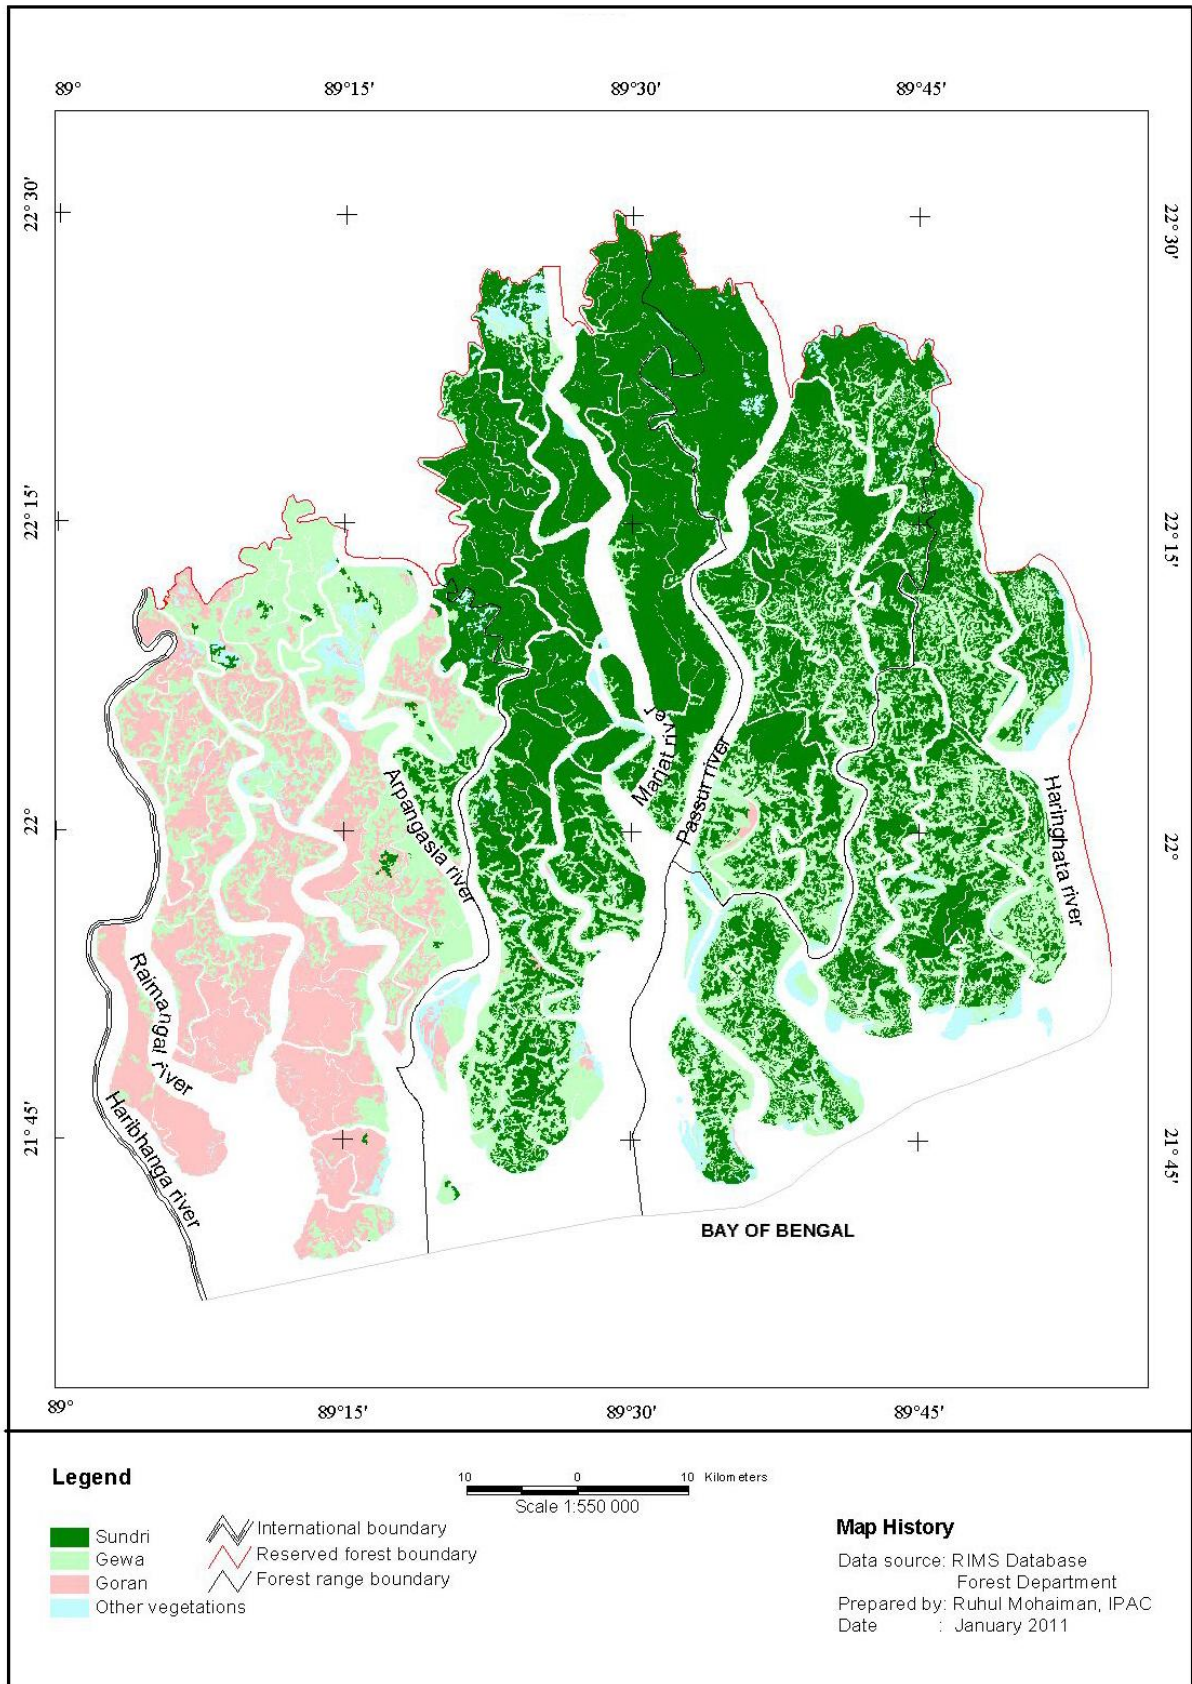 89° 89°15' 89°30' 89°45'
22°30' 22°30'
22°15' 22°15'
Marjat river
Passur river
Arpangasia river
Haringhata river
22° 22°
Raimangal river
Haribhanga river
21°45' 21°45'
BAY OF BENGAL
89° 89°15' 89°30' 89°45'
Legend
10 0 10 Kilometers
Scale 1:550 000
Sundri
Gewa
Goran
Other vegetations
International boundary
Reserved forest boundary
Forest range boundary
Map History
Data source: RIMS Database
Forest Department
Prepared by: Ruhul Mohaiman, IPAC
Date : January 2011